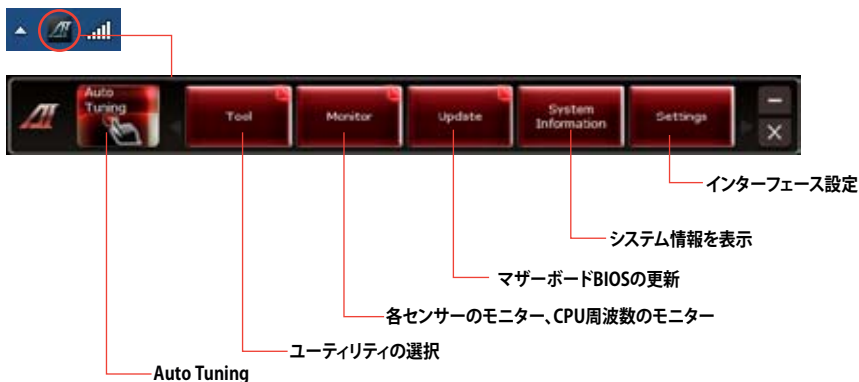 Auto
Tuning
Tool
Monitor
Update
System
Information
Settings
インターフェース設定
システム情報を表示
マザーボードBIOSの更新
各センサーのモニター、CPU周波数のモニター
ユーティリティの選択
Auto Tuning